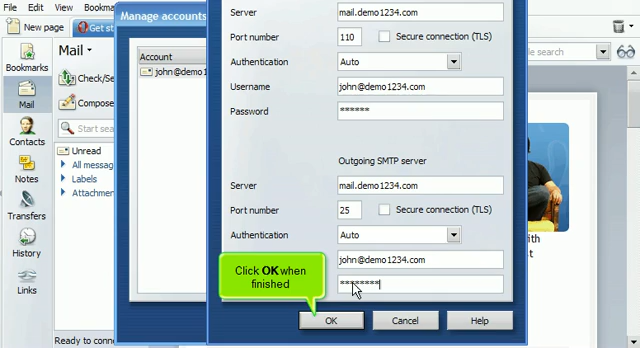 File Edit View Bookmarks
New page
Get st
Manage accounts
Mail
Check/Se
Compose
Start sea
Unread
All messag
Labels
Attachmen
Bookmarks
Mail
Contacts
Notes
Transfers
History
Links
Ready to conn
Account
john@demo1
Server mail.demo1234.com
Port number 110 Secure connection (TLS)
Authentication Auto
Username john@demo1234.com
Password ******
Outgoing SMTP server
Server mail.demo1234.com
Port number 25 Secure connection (TLS)
Authentication Auto
john@demo1234.com
********
Click OK when
finished
OK Cancel Help
de search
with
t